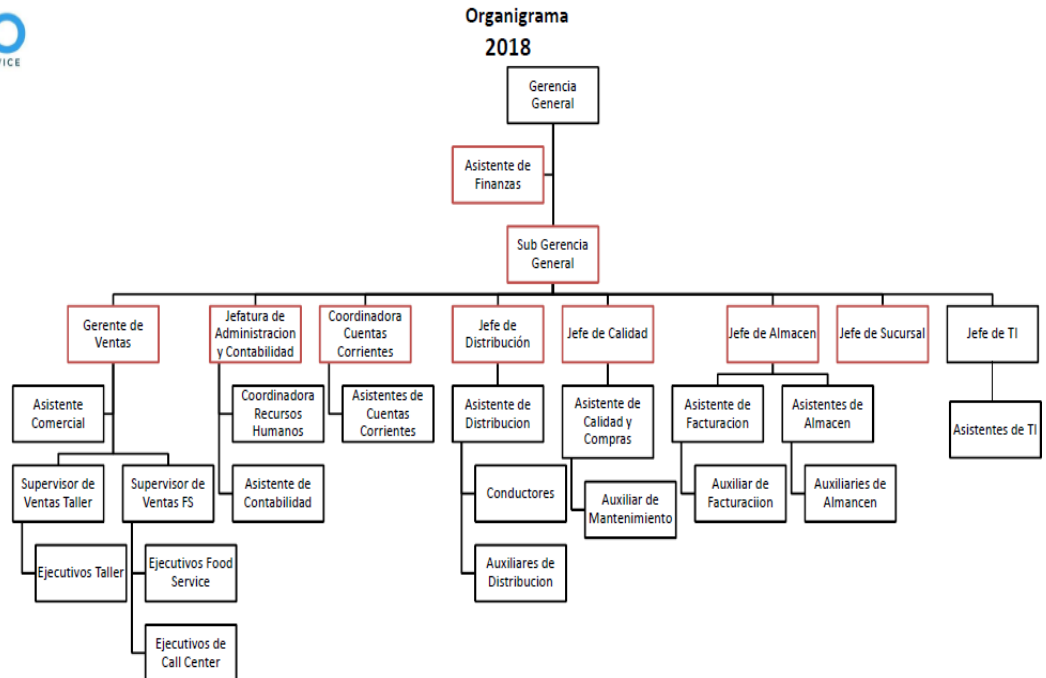 Organigrama
2018
VICE
Gerencia
General
Asistente de
Finanzas
Sub Gerencia
General
Gerente de
Ventas
Jefatura de
Administracion
y Contabilidad
Coordinadora
Cuentas
Corrientes
Jefe de
Distribución
Jefe de Calidad
Jefe de Almacen
Jefe de Sucursal
Jefe de TI
Asistente
Comercial
Coordinadora
Recursos
Humanos
Asistentes de
Cuentas
Corrientes
Asistente de
Distribucion
Asistente de
Calidad y
Compras
Asistente de
Facturacion
Asistentes de
Almacen
Asistentes de TI
Supervisor de
Ventas Taller
Supervisor de
Ventas FS
Asistente de
Contabilidad
Conductores
Auxiliar de
Mantenimiento
Auxiliar de
Facturaciion
Auxiliaries de
Almancen
Ejecutivos Taller
Ejecutivos Food
Service
Auxiliares de
Distribucion
Ejecutivos de
Call Center